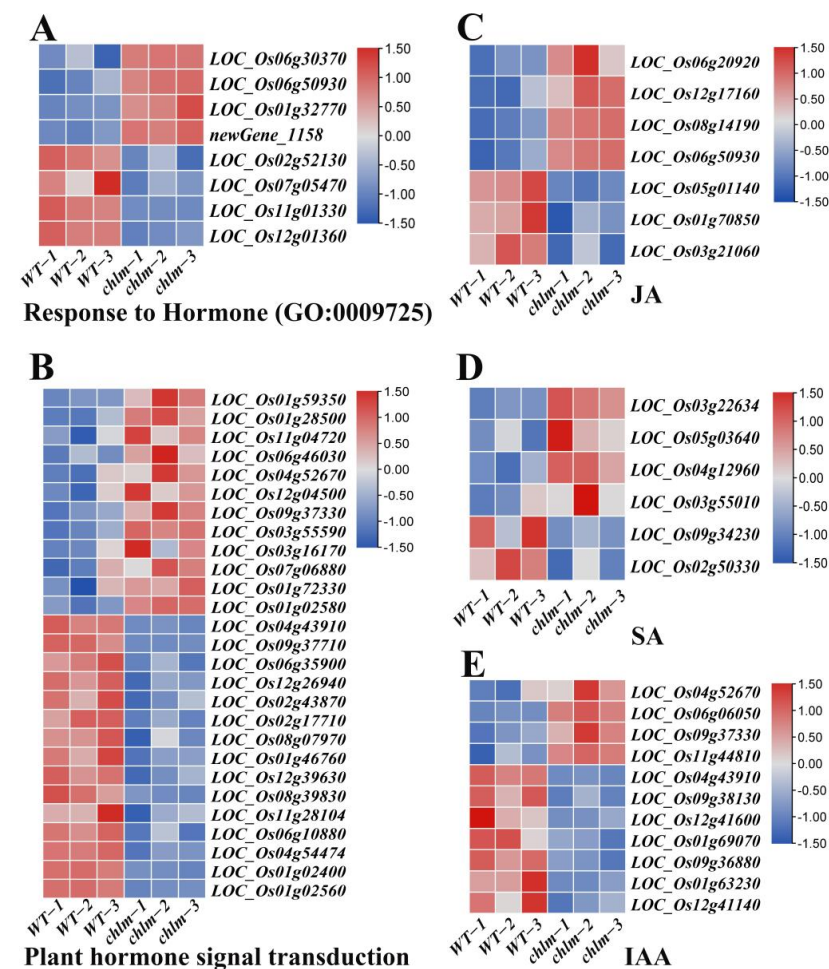 A
LOC_Os06g30370
LOC_Os06g50930
LOC_Os01g32770
newGene_1158
LOC_Os02g52130
LOC_Os07g05470
LOC_Os11g01330
LOC_Os12g01360
1.50
1.00
0.50
0.00
-0.50
-1.00
-1.50
WT-1
WT-2
WT-3
chlm-1
chlm-2
chlm-3
Response to Hormone (GO:0009725)
C
LOC_Os06g20920
LOC_Os12g17160
LOC_Os08g14190
LOC_Os06g50930
LOC_Os05g01140
LOC_Os01g70850
LOC_Os03g21060
1.50
1.00
0.50
0.00
-0.50
-1.00
-1.50
WT-1
WT-2
WT-3
chlm-1
chlm-2
chlm-3
JA
B
LOC_Os01g59350
LOC_Os01g28500
LOC_Os11g04720
LOC_Os06g46030
LOC_Os04g52670
LOC_Os12g04500
LOC_Os09g37330
LOC_Os03g55590
LOC_Os03g16170
LOC_Os07g06880
LOC_Os01g72330
LOC_Os01g02580
LOC_Os04g43910
LOC_Os09g37710
LOC_Os06g35900
LOC_Os12g26940
LOC_Os02g43870
LOC_Os02g17710
LOC_Os08g07970
LOC_Os01g46760
LOC_Os12g39630
LOC_Os08g39830
LOC_Os11g28104
LOC_Os06g10880
LOC_Os04g54474
LOC_Os01g02400
LOC_Os01g02560
1.50
1.00
0.50
0.00
-0.50
-1.00
-1.50
WT-1
WT-2
WT-3
chlm-1
chlm-2
chlm-3
Plant hormone signal transduction
D
LOC_Os03g22634
LOC_Os05g03640
LOC_Os04g12960
LOC_Os03g55010
LOC_Os09g34230
LOC_Os02g50330
1.50
1.00
0.50
0.00
-0.50
-1.00
-1.50
WT-1
WT-2
WT-3
chlm-1
chlm-2
chlm-3
SA
E
LOC_Os04g52670
LOC_Os06g06050
LOC_Os09g37330
LOC_Os11g44810
LOC_Os04g43910
LOC_Os09g38130
LOC_Os12g41600
LOC_Os01g69070
LOC_Os09g36880
LOC_Os01g63230
LOC_Os12g41140
1.50
1.00
0.50
0.00
-0.50
-1.00
-1.50
WT-1
WT-2
WT-3
chlm-1
chlm-2
chlm-3
IAA